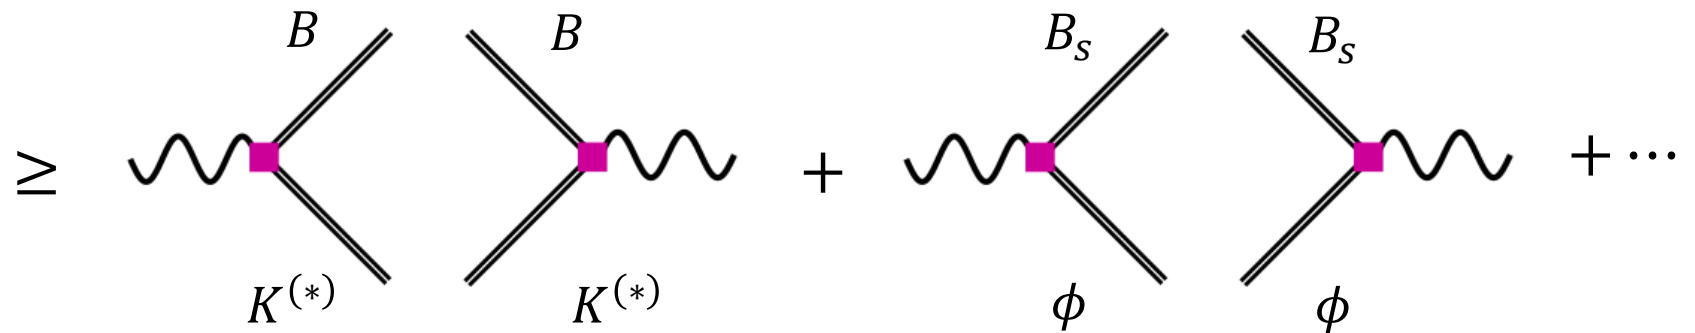 B B B_s B_s
≥ + + ⋯
K^(∗) K^(∗) ϕ ϕ